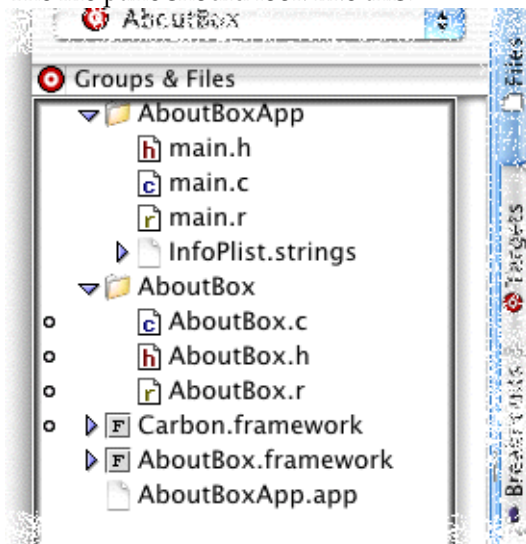 AboutBox
Groups & Files
AboutBoxApp
h main.h
c main.c
r main.r
InfoPlist.strings
AboutBox
c AboutBox.c
h AboutBox.h
r AboutBox.r
F Carbon.framework
F AboutBox.framework
AboutBoxApp.app
Files
Targets
Breakpoints